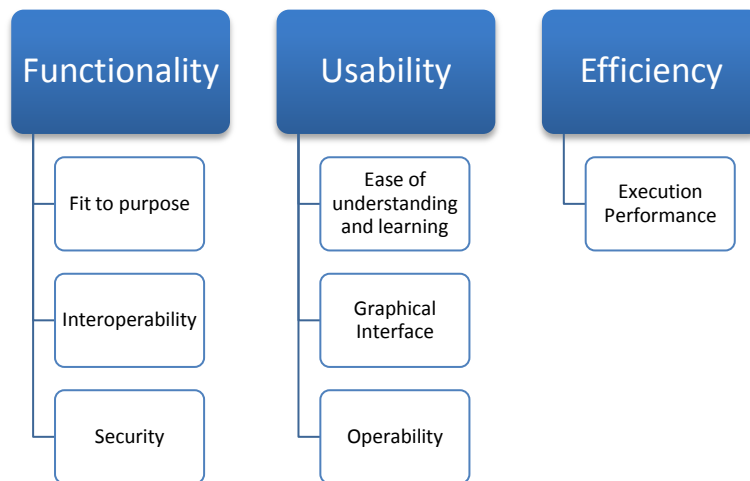 Functionality
Fit to purpose
Interoperability
Security
Usability
Ease of
understanding
and learning
Graphical
Interface
Operability
Efficiency
Execution
Performance